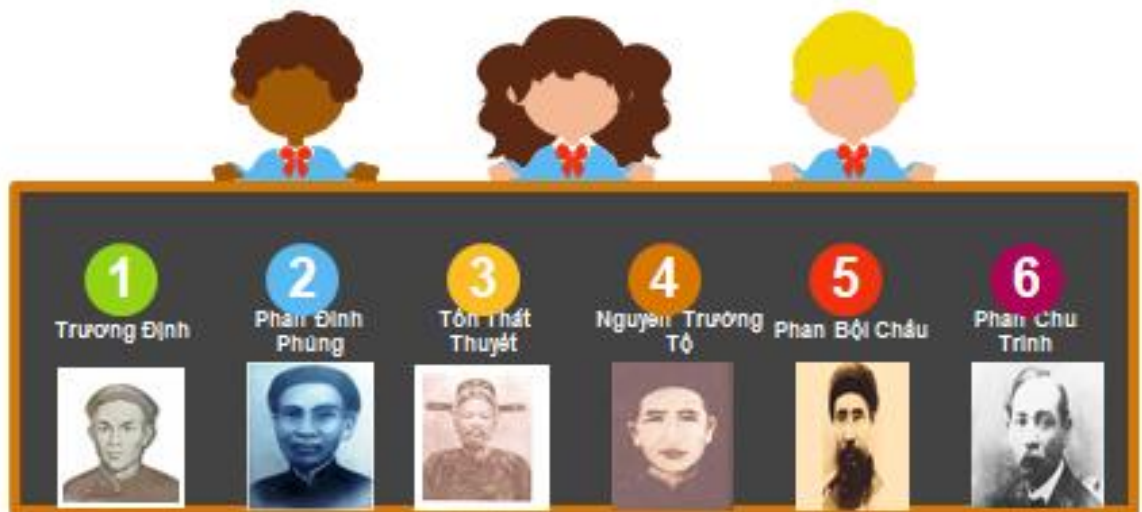 1 2 3 4 5 6
Trương Định
Phan Đình
Phùng
Tôn Thất
Thuyết
Nguyễn Trường
Tộ
Phan Bội Châu
Phan Chu
Trinh